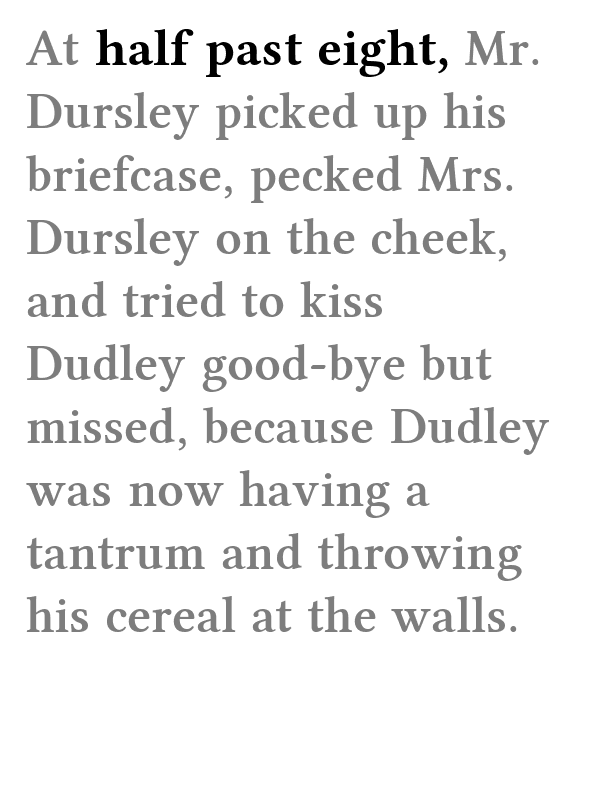 At half past eight, Mr.
Dursley picked up his
briefcase, pecked Mrs.
Dursley on the cheek,
and tried to kiss
Dudley good-bye but
missed, because Dudley
was now having a
tantrum and throwing
his cereal at the walls.